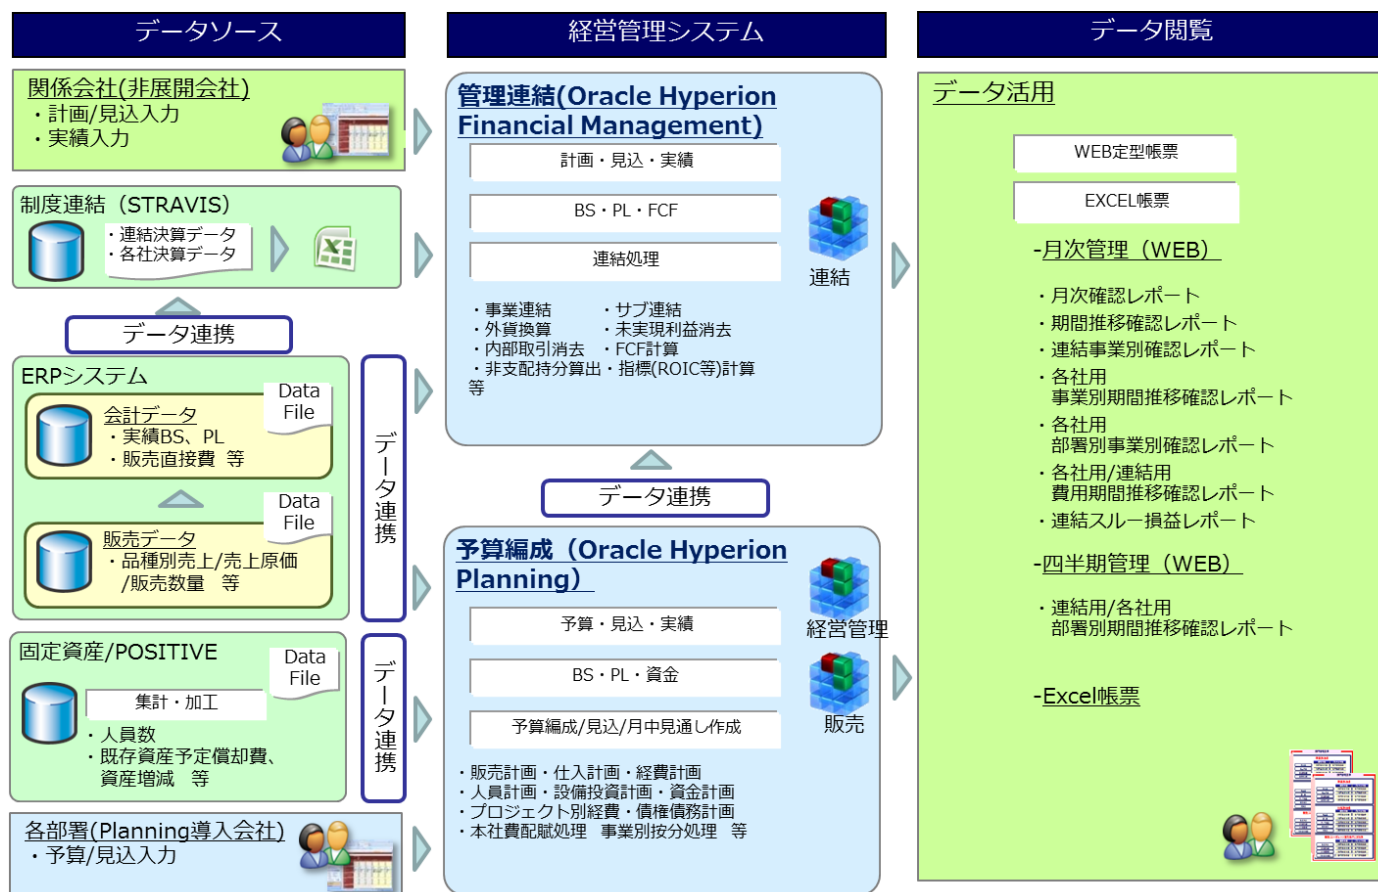 データソース
関係会社(非展開会社)
・計画/見込入力
・実績入力
制度連結（STRAVIS）
・連結決算データ
・各社決算データ
データ連携
ERPシステム
Data
File
会計データ
・実績BS、PL
・販売直接費 等
Data
File
販売データ
・品種別売上/売上原価
/販売数量 等
データ連携
固定資産/POSITIVE
Data
File
集計・加工
・人員数
・既存資産予定償却費、
資産増減 等
データ連携
各部署(Planning導入会社)
・予算/見込入力
経営管理システム
管理連結(Oracle Hyperion
Financial Management)
計画・見込・実績
BS・PL・FCF
連結処理
連結
・事業連結 ・サブ連結
・外貨換算 ・未実現利益消去
・内部取引消去 ・FCF計算
・非支配持分算出・指標(ROIC等)計算
等
データ連携
予算編成（Oracle Hyperion
Planning）
予算・見込・実績
経営管理
BS・PL・資金
予算編成/見込/月中見通し作成
販売
・販売計画・仕入計画・経費計画
・人員計画・設備投資計画・資金計画
・プロジェクト別経費・債権債務計画
・本社費配賦処理 事業別按分処理 等
データ閲覧
データ活用
WEB定型帳票
EXCEL帳票
-月次管理（WEB）
・月次確認レポート
・期間推移確認レポート
・連結事業別確認レポート
・各社用
事業別期間推移確認レポート
・各社用
部署別事業別確認レポート
・各社用/連結用
費用期間推移確認レポート
・連結スルー損益レポート
-四半期管理（WEB）
・連結用/各社用
部署別期間推移確認レポート
-Excel帳票